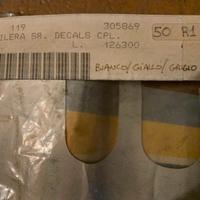 119 305869
ILERA SR. DECALS CPL.
L. 126300
50 R1
BIANCO/GIALLO/GRIGIO